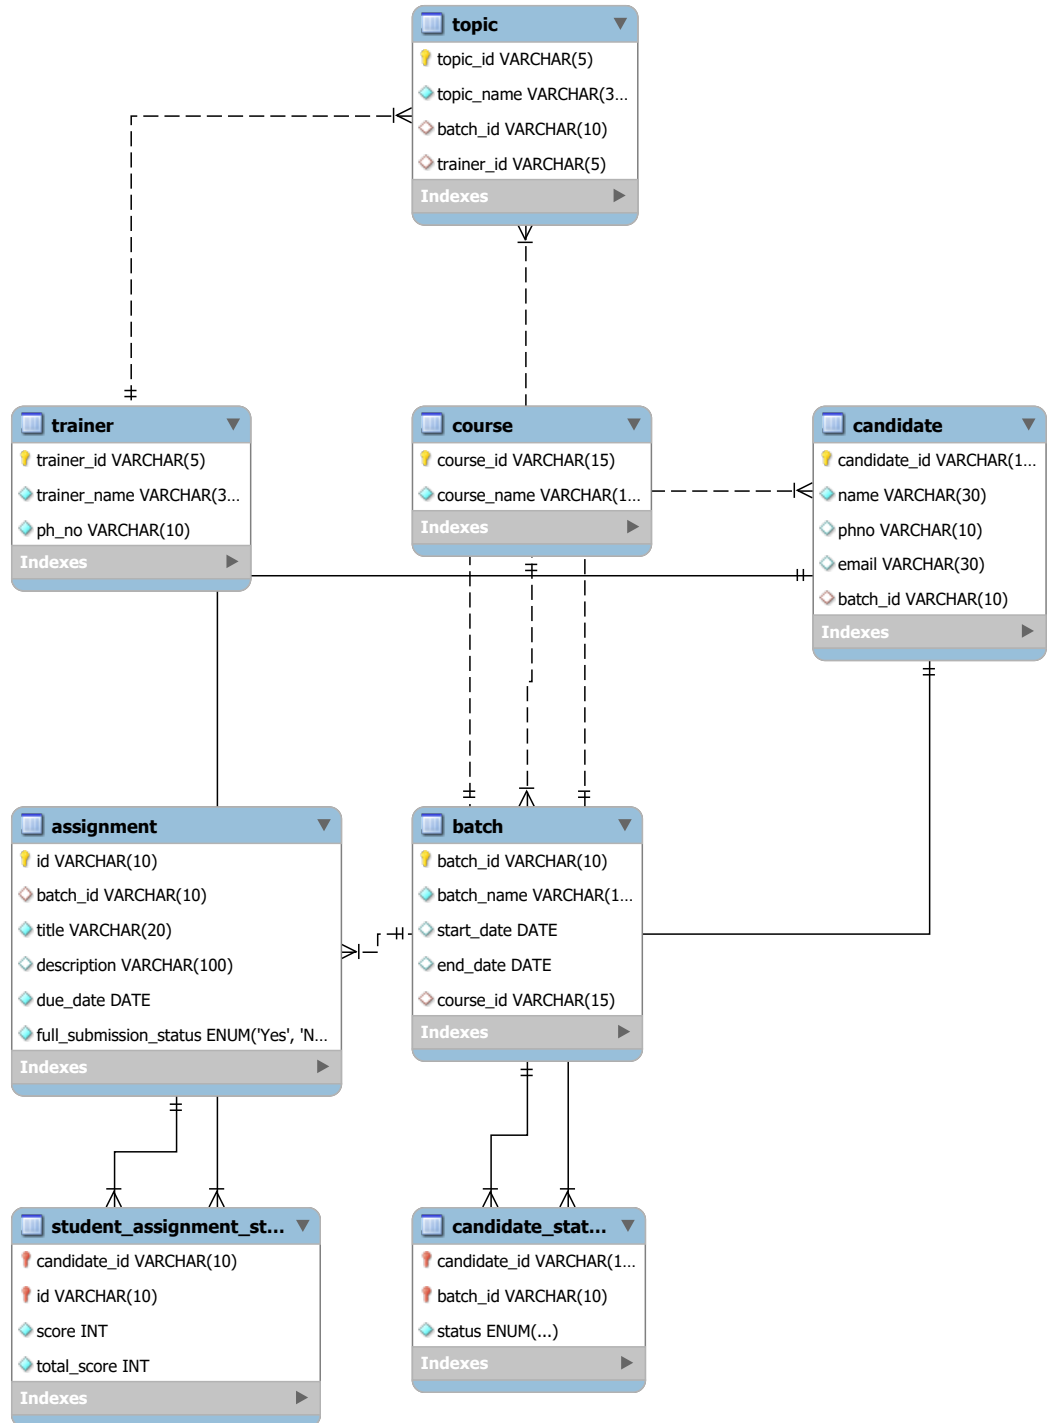 topic
topic_id VARCHAR(5)
topic_name VARCHAR(3...
batch_id VARCHAR(10)
trainer_id VARCHAR(5)
Indexes
trainer
trainer_id VARCHAR(5)
trainer_name VARCHAR(3...
ph_no VARCHAR(10)
Indexes
course
course_id VARCHAR(15)
course_name VARCHAR(1...
Indexes
candidate
candidate_id VARCHAR(1...
name VARCHAR(30)
phno VARCHAR(10)
email VARCHAR(30)
batch_id VARCHAR(10)
Indexes
assignment
id VARCHAR(10)
batch_id VARCHAR(10)
title VARCHAR(20)
description VARCHAR(100)
due_date DATE
full_submission_status ENUM('Yes', 'N...
Indexes
batch
batch_id VARCHAR(10)
batch_name VARCHAR(1...
start_date DATE
end_date DATE
course_id VARCHAR(15)
Indexes
student_assignment_st...
candidate_id VARCHAR(10)
id VARCHAR(10)
score INT
total_score INT
Indexes
candidate_stat...
candidate_id VARCHAR(1...
batch_id VARCHAR(10)
status ENUM(...)
Indexes